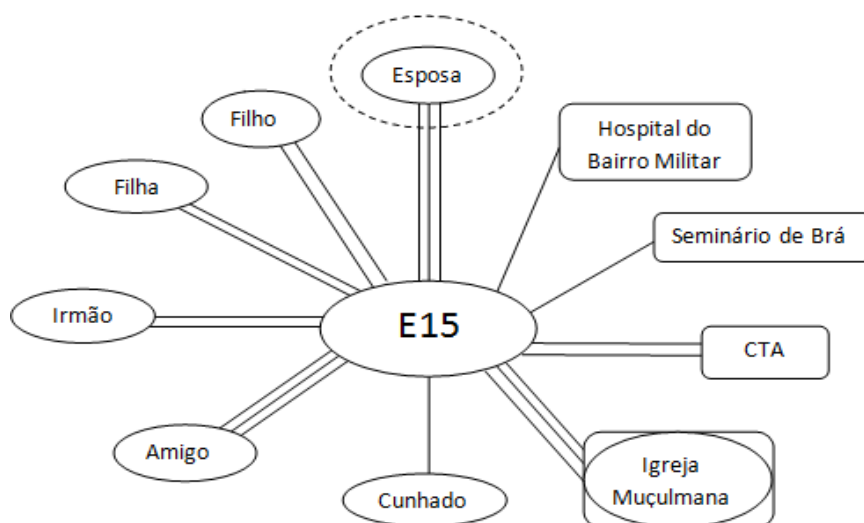 Esposa
Filho
Hospital do
Bairro Militar
Filha
Seminário de Brá
Irmão
E15
CTA
Amigo
Igreja
Muçulmana
Cunhado